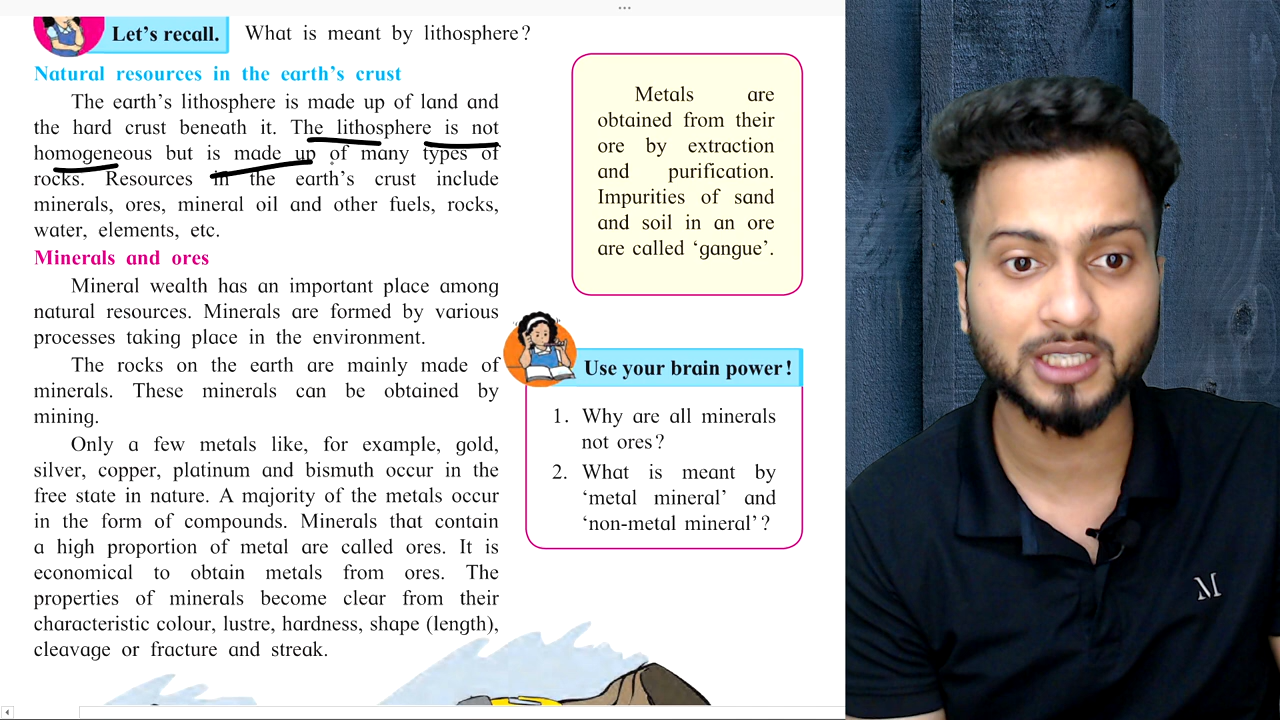 Let's recall. What is meant by lithosphere?
Natural resources in the earth's crust
The earth's lithosphere is made up of land and
the hard crust beneath it. The lithosphere is not
homogeneous but is made up of many types of
rocks. Resources in the earth's crust include
minerals, ores, mineral oil and other fuels, rocks,
water, elements, etc.
Minerals and ores
Mineral wealth has an important place among
natural resources. Minerals are formed by various
processes taking place in the environment.
The rocks on the earth are mainly made of
minerals. These minerals can be obtained by
mining.
Only a few metals like, for example, gold,
silver, copper, platinum and bismuth occur in the
free state in nature. A majority of the metals occur
in the form of compounds. Minerals that contain
a high proportion of metal are called ores. It is
economical to obtain metals from ores. The
properties of minerals become clear from their
characteristic colour, lustre, hardness, shape (length),
cleavage or fracture and streak.
Metals are
obtained from their
ore by extraction
and purification.
Impurities of sand
and soil in an ore
are called 'gangue'.
Use your brain power!
1. Why are all minerals
not ores?
2. What is meant by
'metal mineral' and
'non-metal mineral'?
M